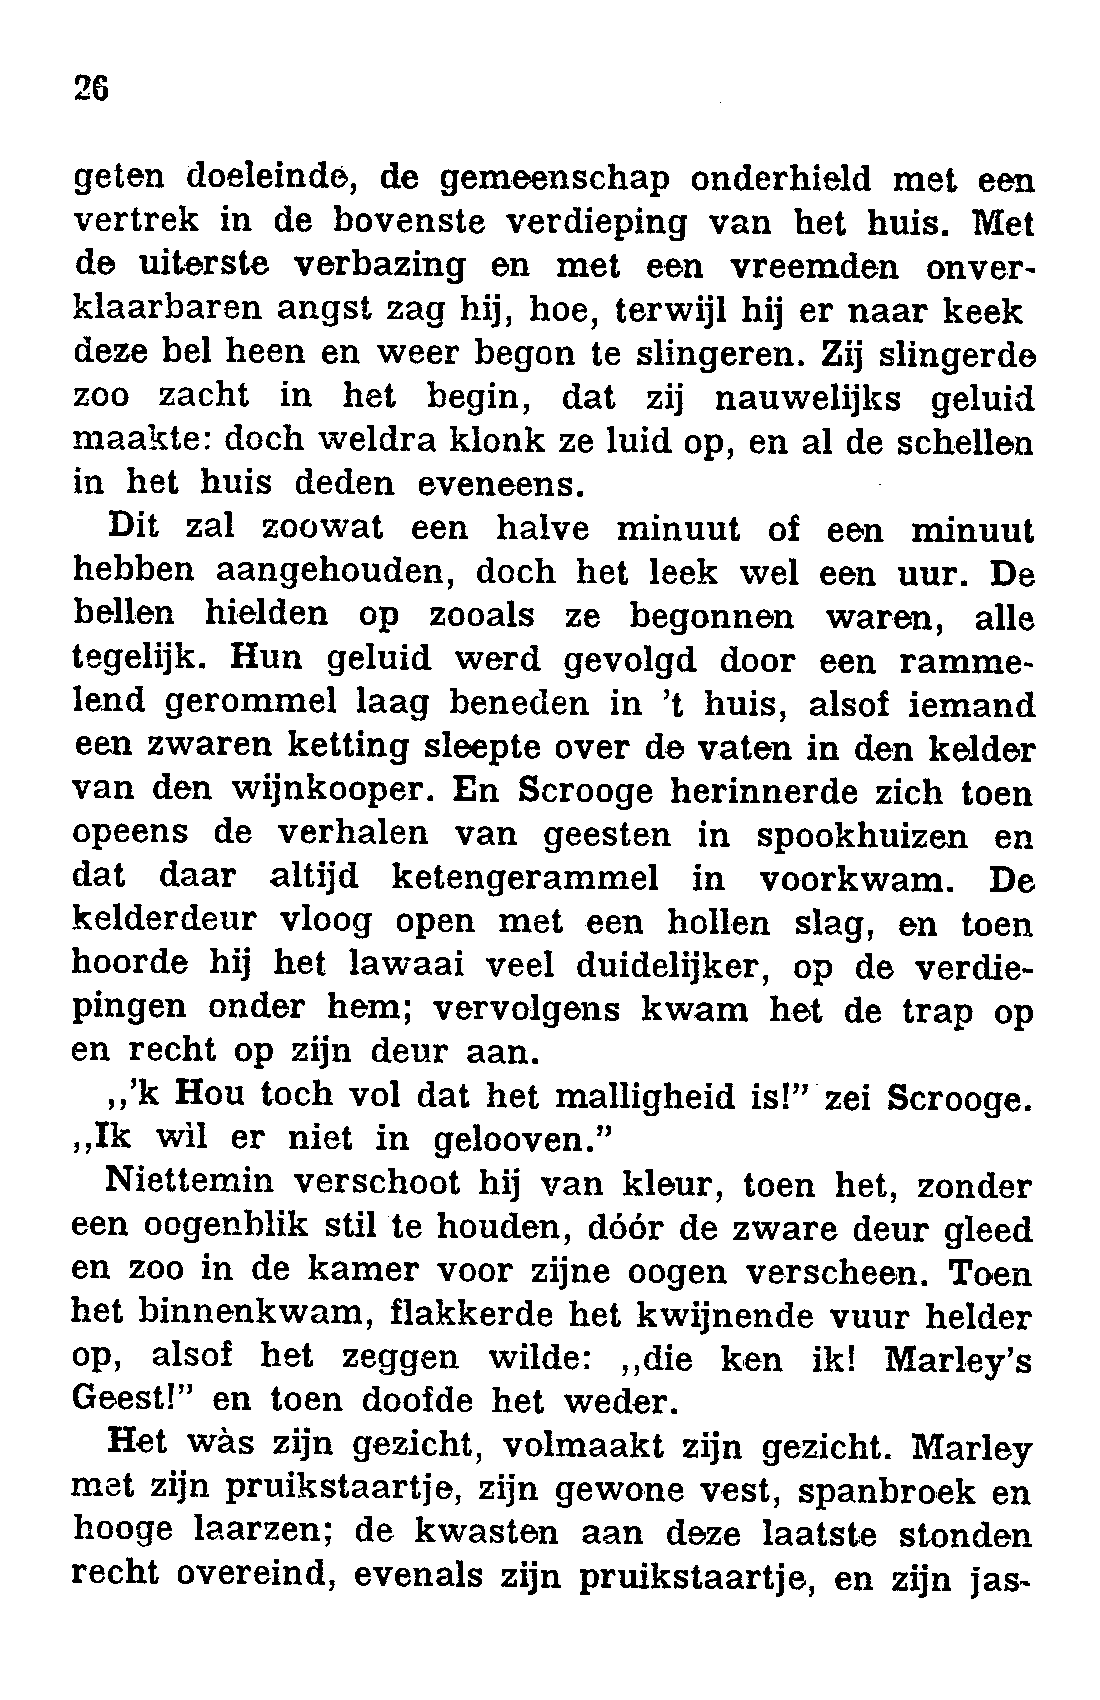 26
geten doeleinde, de gemeenschap onderhield met een
vertrek in de bovenste verdieping van het huis. Met
de uiterste verbazing en met een vreemden onver-
klaarbaren angst zag hij, hoe, terwijl hij er naar keek
deze bel heen en weer begon te slingeren. Zij slingerde
zoo zacht in het begin, dat zij nauwelijks geluid
maakte: doch weldra klonk ze luid op, en al de schellen
in het huis deden eveneens.
Dit zal zoowat een halve minuut of een minuut
hebben aangehouden, doch het leek wel een uur. De
bellen hielden op zooals ze begonnen waren, alle
tegelijk. Hun geluid werd gevolgd door een ramme-
lend gerommel laag beneden in 't huis, alsof iemand
een zwaren ketting sleepte over de vaten in den kelder
van den wijnkooper. En Scrooge herinnerde zich toen
opeens de verhalen van geesten in spookhuizen en
dat daar altijd ketengerammel in voorkwam. De
kelderdeur vloog open met een hollen slag, en toen
hoorde hij het lawaai veel duidelijker, op de verdie-
pingen onder hem; vervolgens kwam het de trap op
en recht op zijn deur aan.
,,'k Hou toch vol dat het malligheid is!" zei Scrooge.
,,Ik wil er niet in gelooven."
Niettemin verschoot hij van kleur, toen het, zonder
een oogenblik stil te houden, dóór de zware deur gleed
en zoo in de kamer voor zijne oogen verscheen. Toen
het binnenkwam, flakkerde het kwijnende vuur helder
op, alsof het zeggen wilde: ,,die ken ik! Marley's
Geest!" en toen doofde het weder.
Het wàs zijn gezicht, volmaakt zijn gezicht. Marley
met zijn pruikstaartje, zijn gewone vest, spanbroek en
hooge laarzen; de kwasten aan deze laatste stonden
recht overeind, evenals zijn pruikstaartje, en zijn jas-